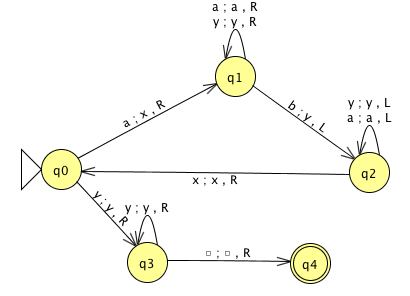 a ; a , R
y ; y , R
q1
a ; x , R
b ; y , L
y ; y , L
a ; a , L
q0
q2
x ; x , R
y ; y , R
y ; y , R
q3
□ ; □ , R
q4